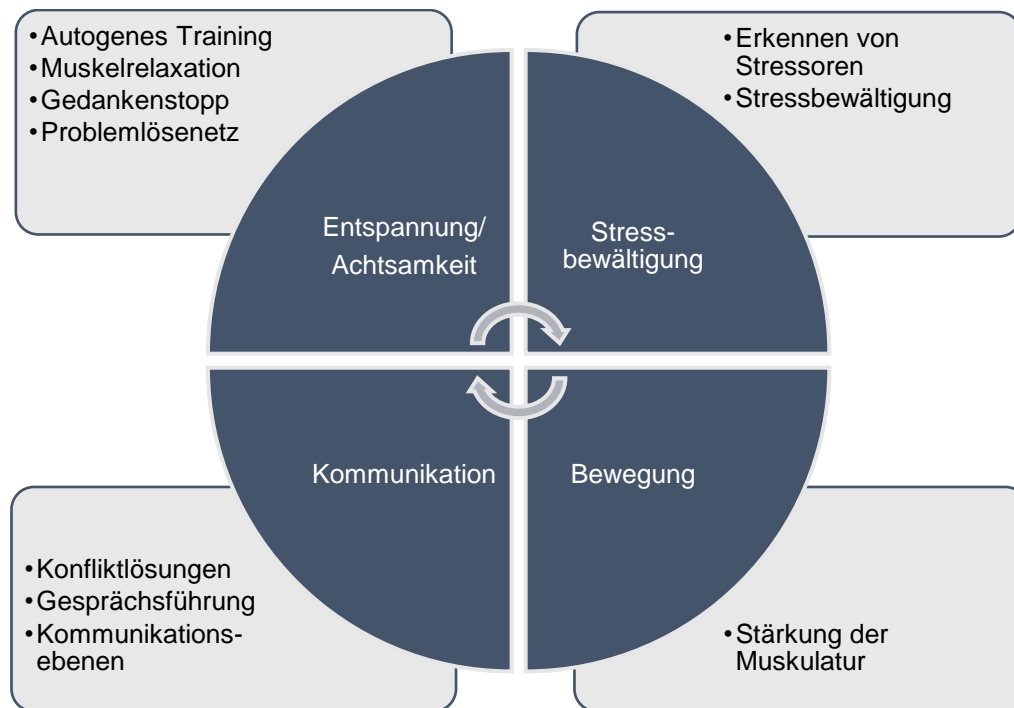 •Autogenes Training
•Muskelrelaxation
•Gedankenstopp
•Problemlösenetz
•Erkennen von
Stressoren
•Stressbewältigung
Entspannung/
Achtsamkeit
Stress-
bewältigung
Kommunikation
Bewegung
•Konfliktlösungen
•Gesprächsführung
•Kommunikations-
ebenen
•Stärkung der
Muskulatur